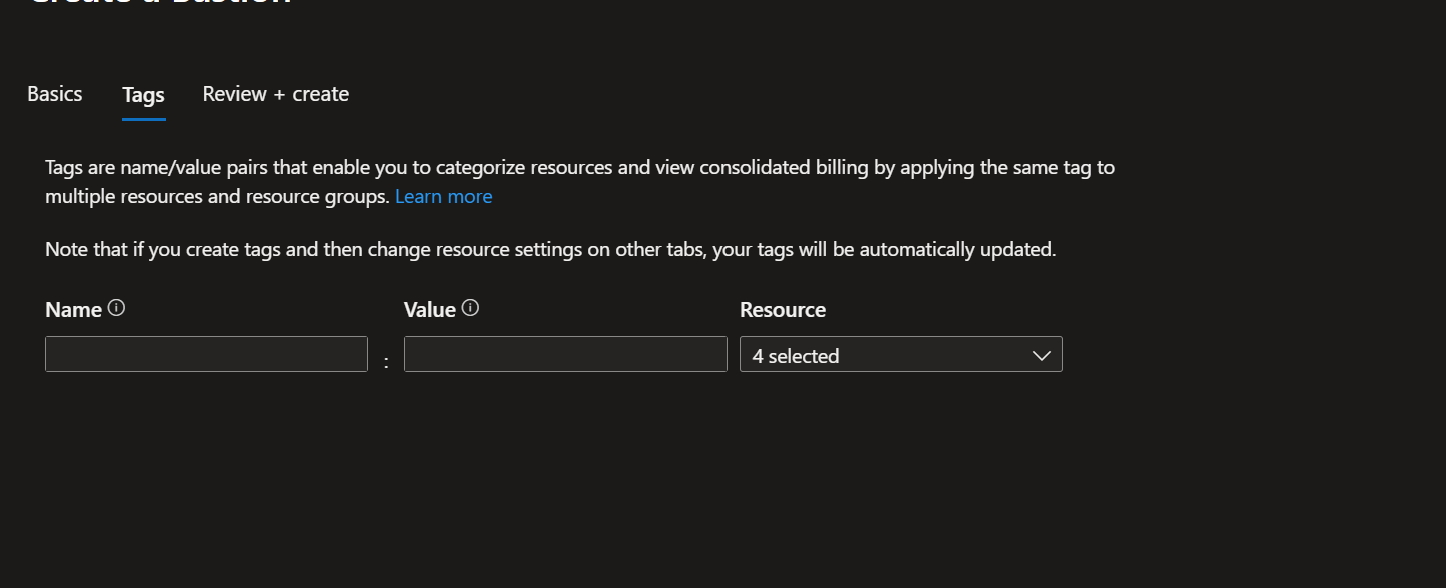 Create a Bastion
Basics Tags Review + create
Tags are name/value pairs that enable you to categorize resources and view consolidated billing by applying the same tag to
multiple resources and resource groups. Learn more
Note that if you create tags and then change resource settings on other tabs, your tags will be automatically updated.
Name Value Resource
: 4 selected